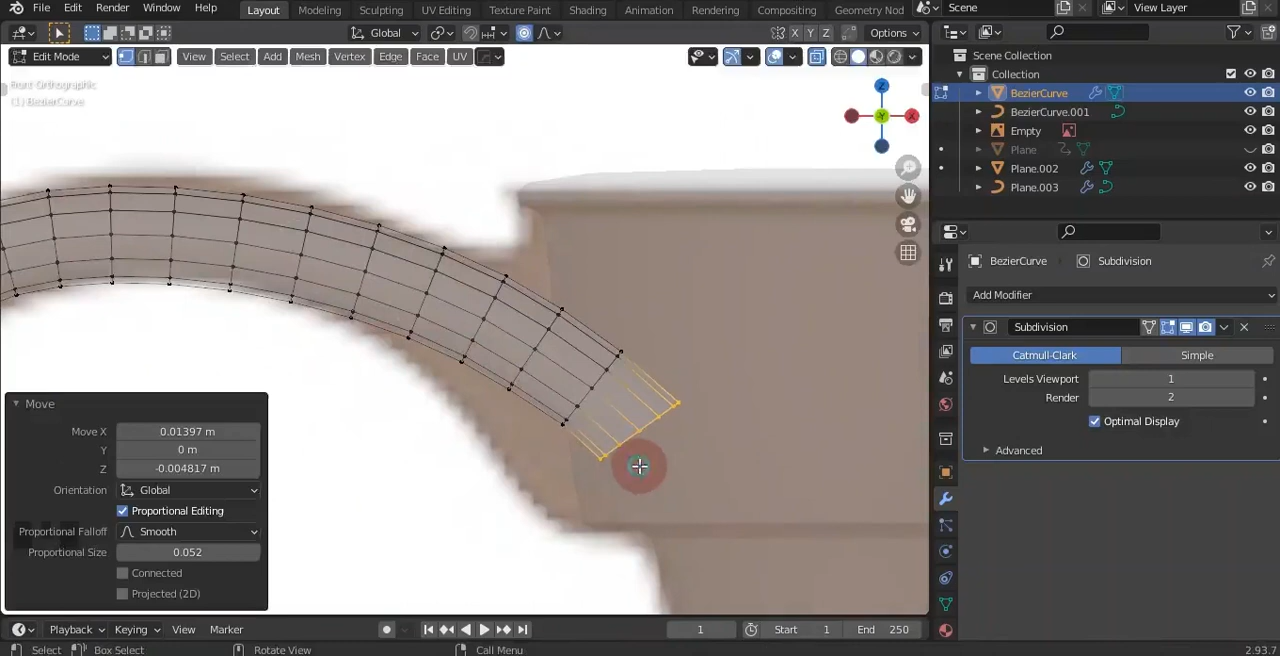 File Edit Render Window Help Layout Modeling Sculpting UV Editing Texture Paint Shading Animation Rendering Compositing Geometry Nod Scene View Layer
Global X Y Z Options
Edit Mode View Select Add Mesh Vertex Edge Face UV
Front Orthographic
(1) BezierCurve
Z
Y
X
Scene Collection
Collection
BezierCurve
BezierCurve.001
Empty
Plane
Plane.002
Plane.003
BezierCurve Subdivision
Add Modifier
Subdivision
Catmull-Clark Simple
Levels Viewport 1
Render 2
Optimal Display
Advanced
Move
Move X 0.01397 m
Y 0 m
Z -0.004817 m
Orientation Global
Proportional Editing
Proportional Falloff Smooth
Proportional Size 0.052
Connected
Projected (2D)
Playback Keying View Marker 1 Start 1 End 250
Select Box Select Rotate View Call Menu 2.93.7